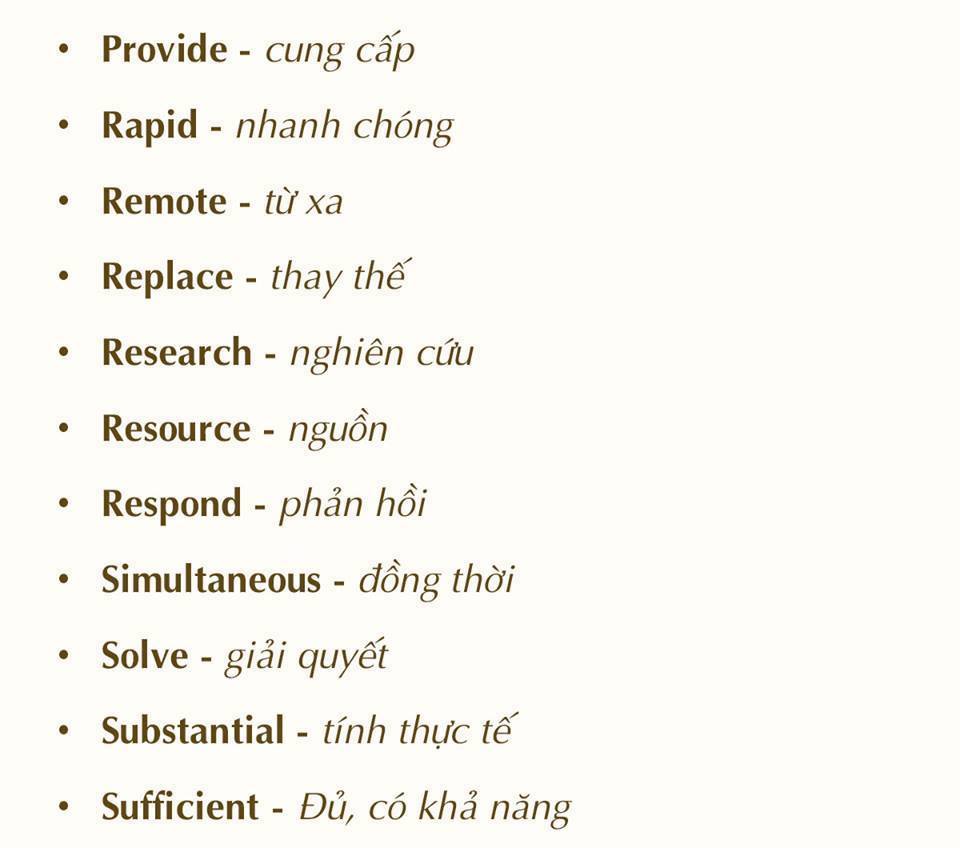 • Provide - cung cấp
• Rapid - nhanh chóng
• Remote - từ xa
• Replace - thay thế
• Research - nghiên cứu
• Resource - nguồn
• Respond - phản hồi
• Simultaneous - đồng thời
• Solve - giải quyết
• Substantial - tính thực tế
• Sufficient - Đủ, có khả năng